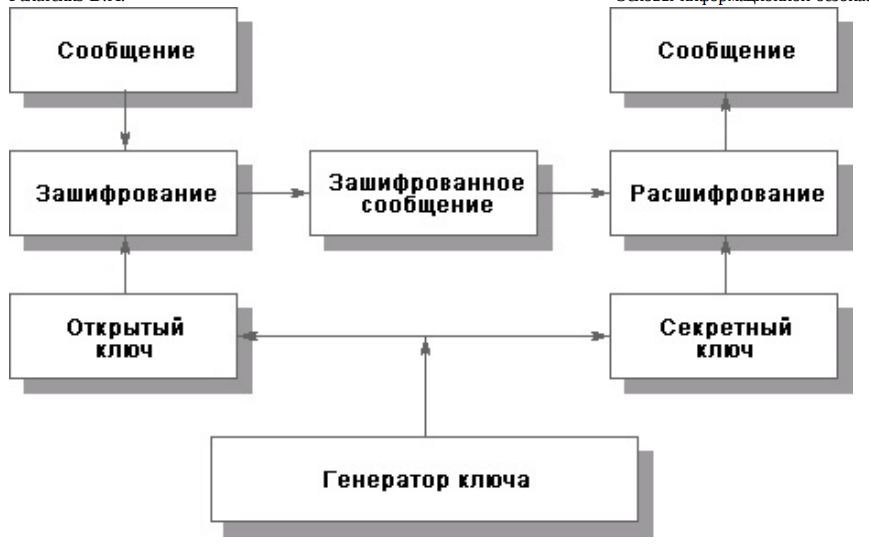 Сообщение
Сообщение
Зашифрование
Зашифрованное
сообщение
Расшифрование
Открытый
ключ
Секретный
ключ
Генератор ключа